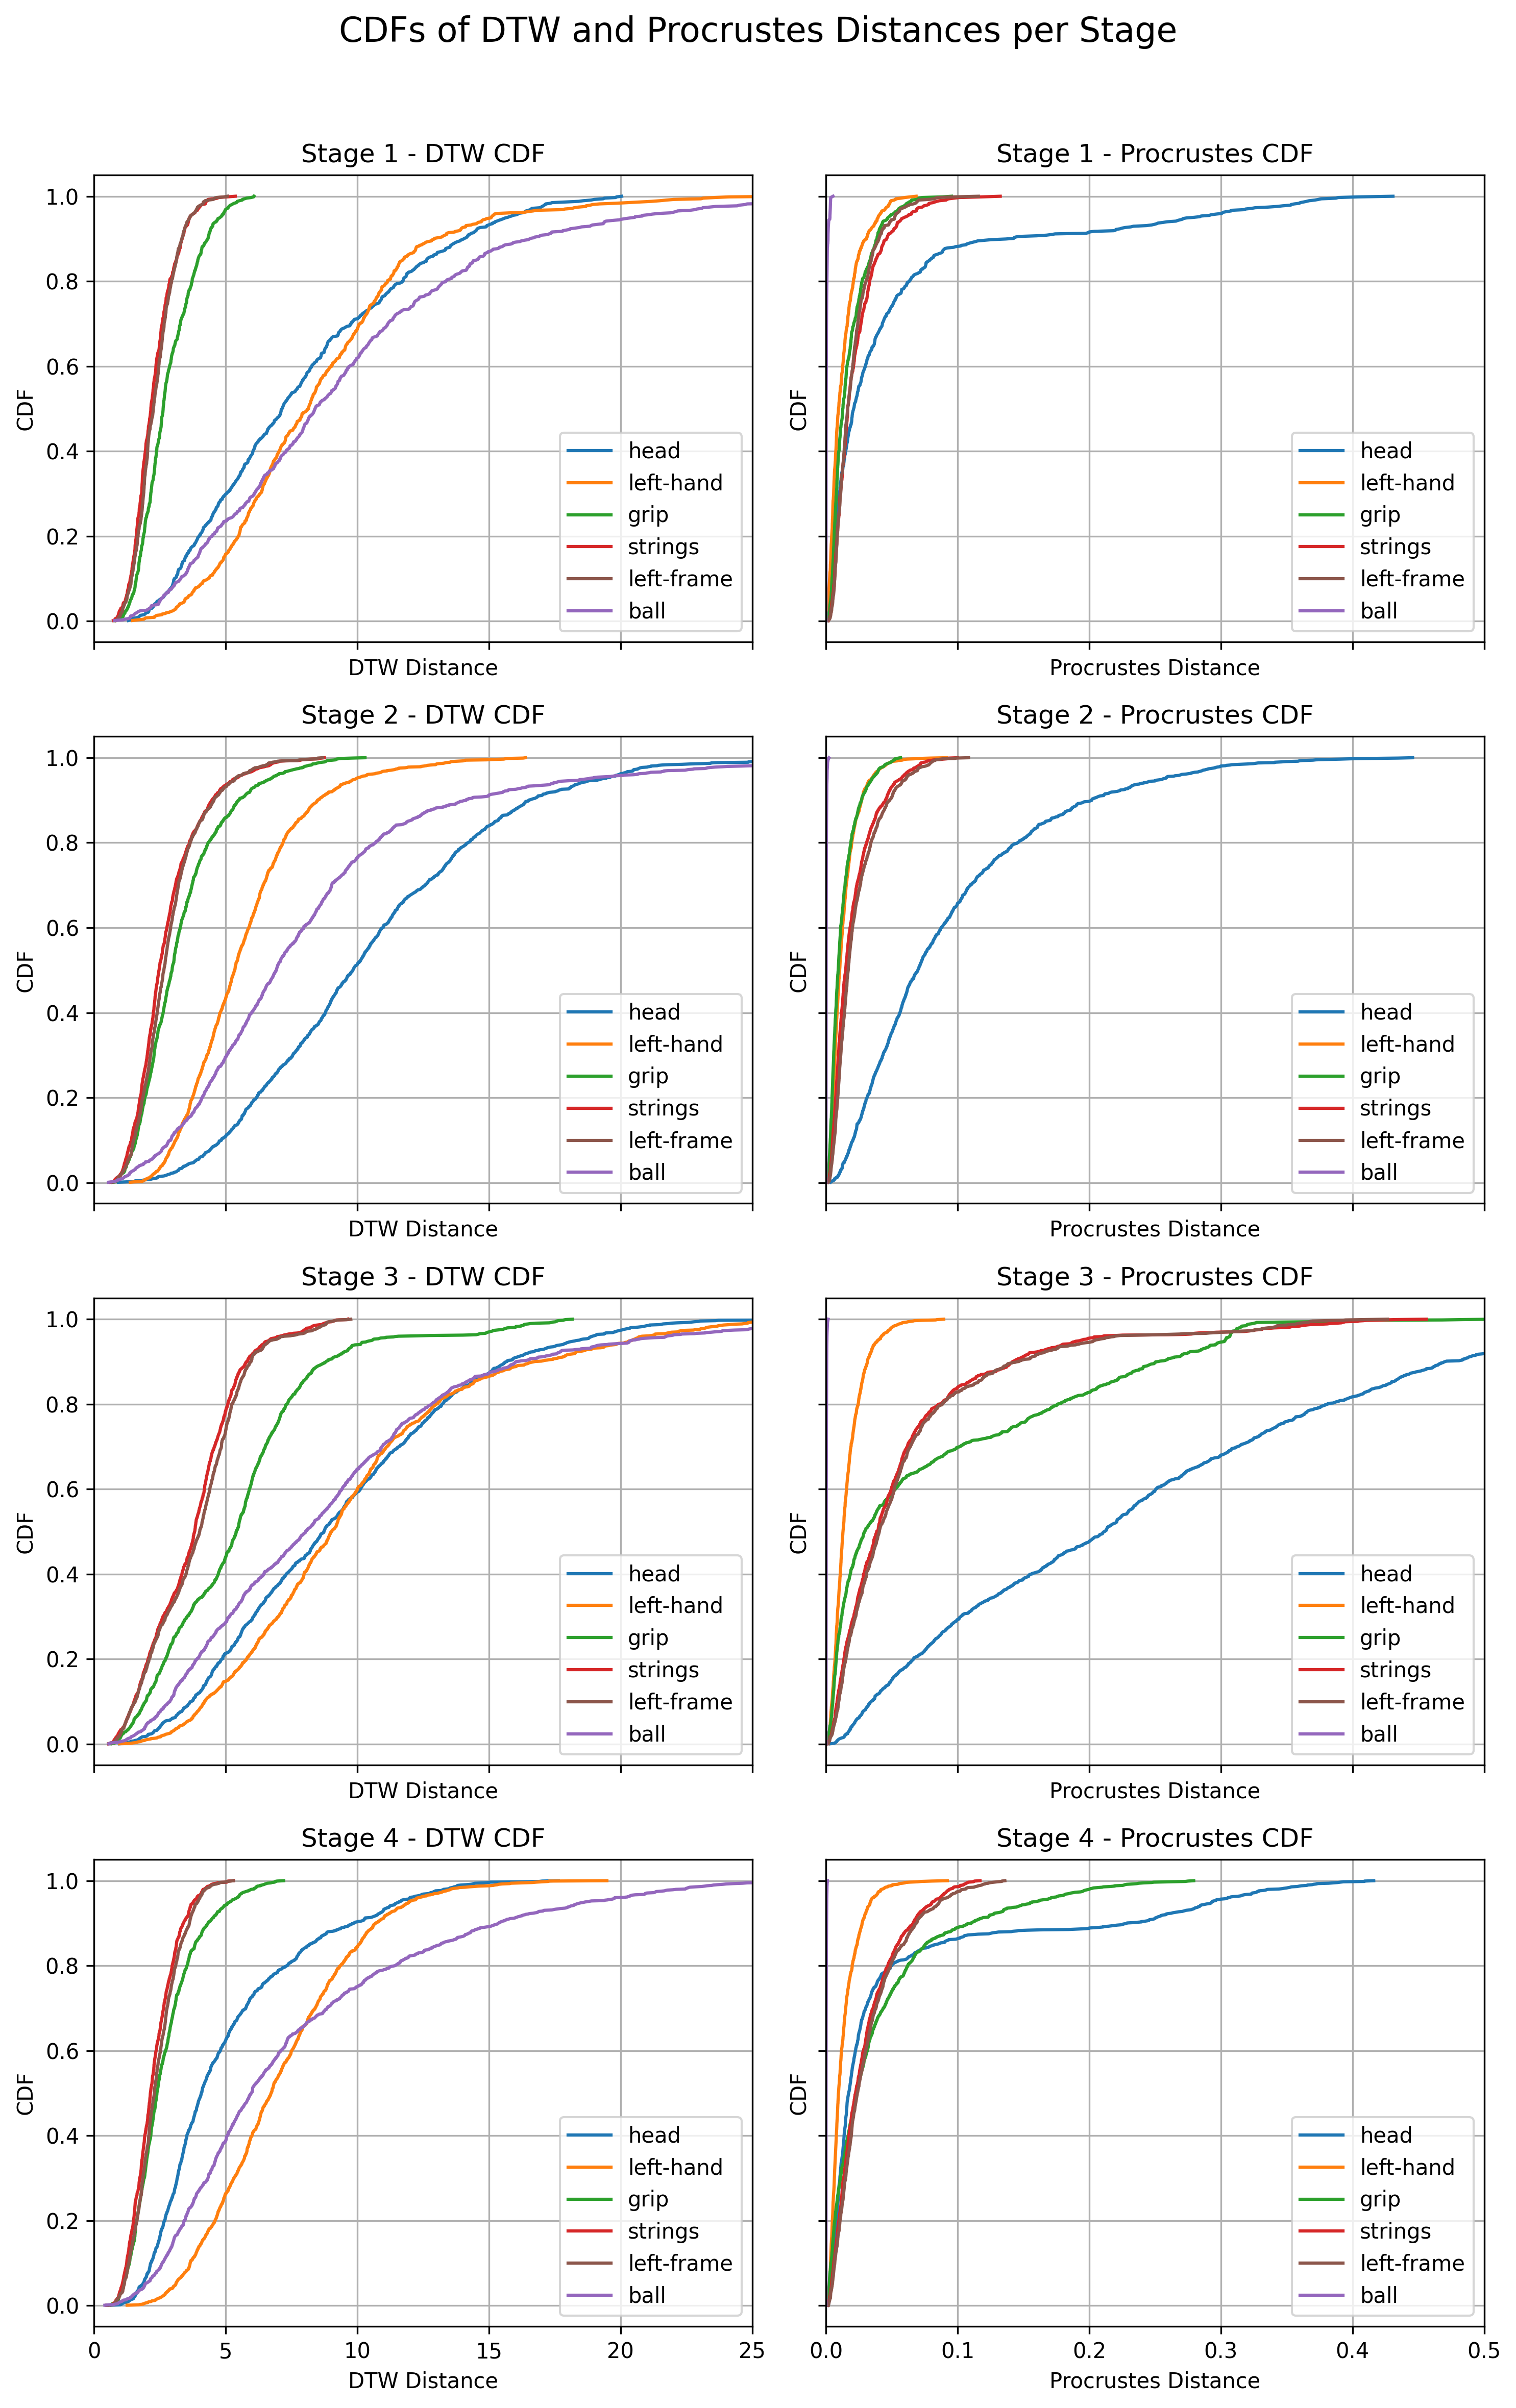 CDFs of DTW and Procrustes Distances per Stage
Stage 1 - DTW CDF
1.0
0.8
0.6
0.4
0.2
0.0
CDF
head
left-hand
grip
strings
left-frame
ball
DTW Distance
Stage 1 - Procrustes CDF
CDF
head
left-hand
grip
strings
left-frame
ball
Procrustes Distance
Stage 2 - DTW CDF
1.0
0.8
0.6
0.4
0.2
0.0
CDF
head
left-hand
grip
strings
left-frame
ball
DTW Distance
Stage 2 - Procrustes CDF
CDF
head
left-hand
grip
strings
left-frame
ball
Procrustes Distance
Stage 3 - DTW CDF
1.0
0.8
0.6
0.4
0.2
0.0
CDF
head
left-hand
grip
strings
left-frame
ball
DTW Distance
Stage 3 - Procrustes CDF
CDF
head
left-hand
grip
strings
left-frame
ball
Procrustes Distance
Stage 4 - DTW CDF
1.0
0.8
0.6
0.4
0.2
0.0
CDF
head
left-hand
grip
strings
left-frame
ball
0 5 10 15 20 25
DTW Distance
Stage 4 - Procrustes CDF
CDF
head
left-hand
grip
strings
left-frame
ball
0.0 0.1 0.2 0.3 0.4 0.5
Procrustes Distance